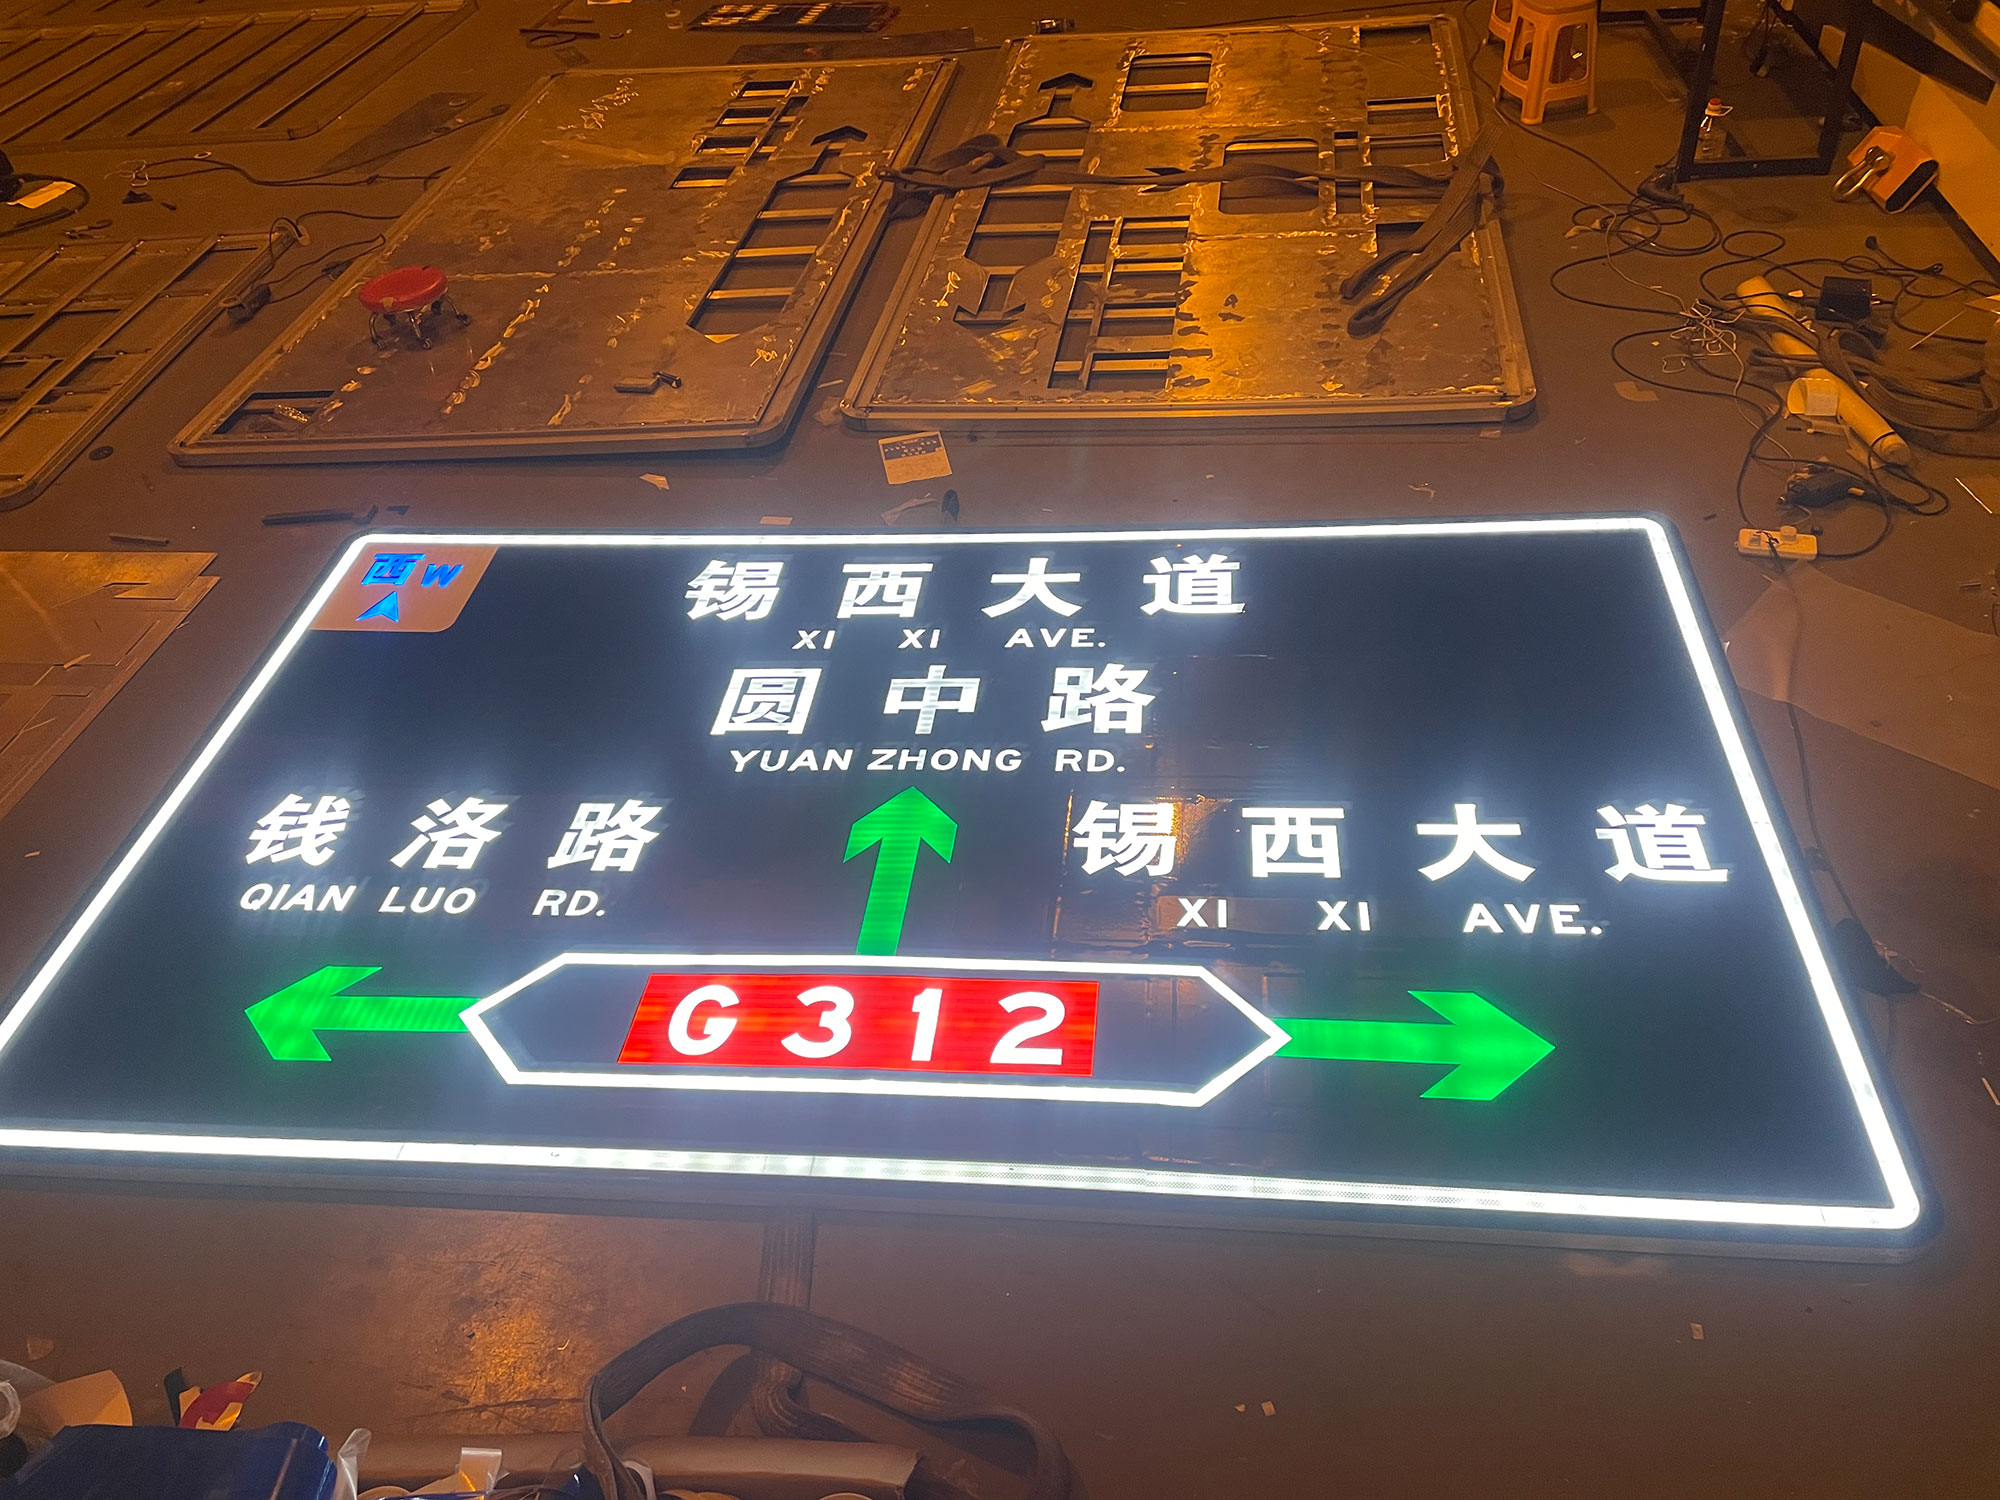 西 W
锡西大道
XI XI AVE.
圆中路
YUAN ZHONG RD.
钱洛路
QIAN LUO RD.
锡西大道
XI XI AVE.
G312